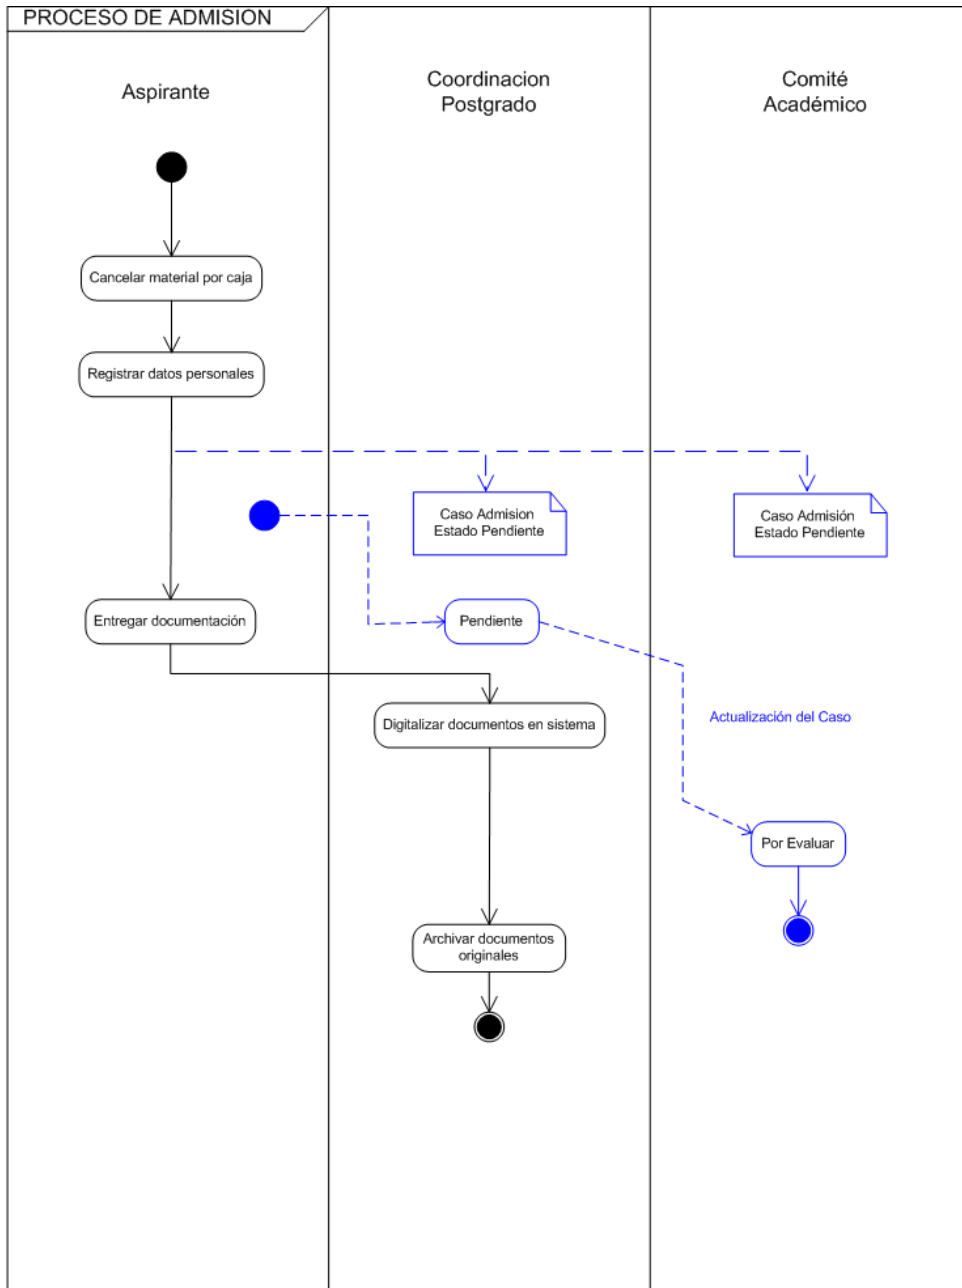 PROCESO DE ADMISION
Aspirante
Coordinacion
Postgrado
Comité
Académico
Cancelar material por caja
Registrar datos personales
Caso Admision
Estado Pendiente
Caso Admisión
Estado Pendiente
Entregar documentación
Pendiente
Digitalizar documentos en sistema
Actualización del Caso
Por Evaluar
Archivar documentos
originales